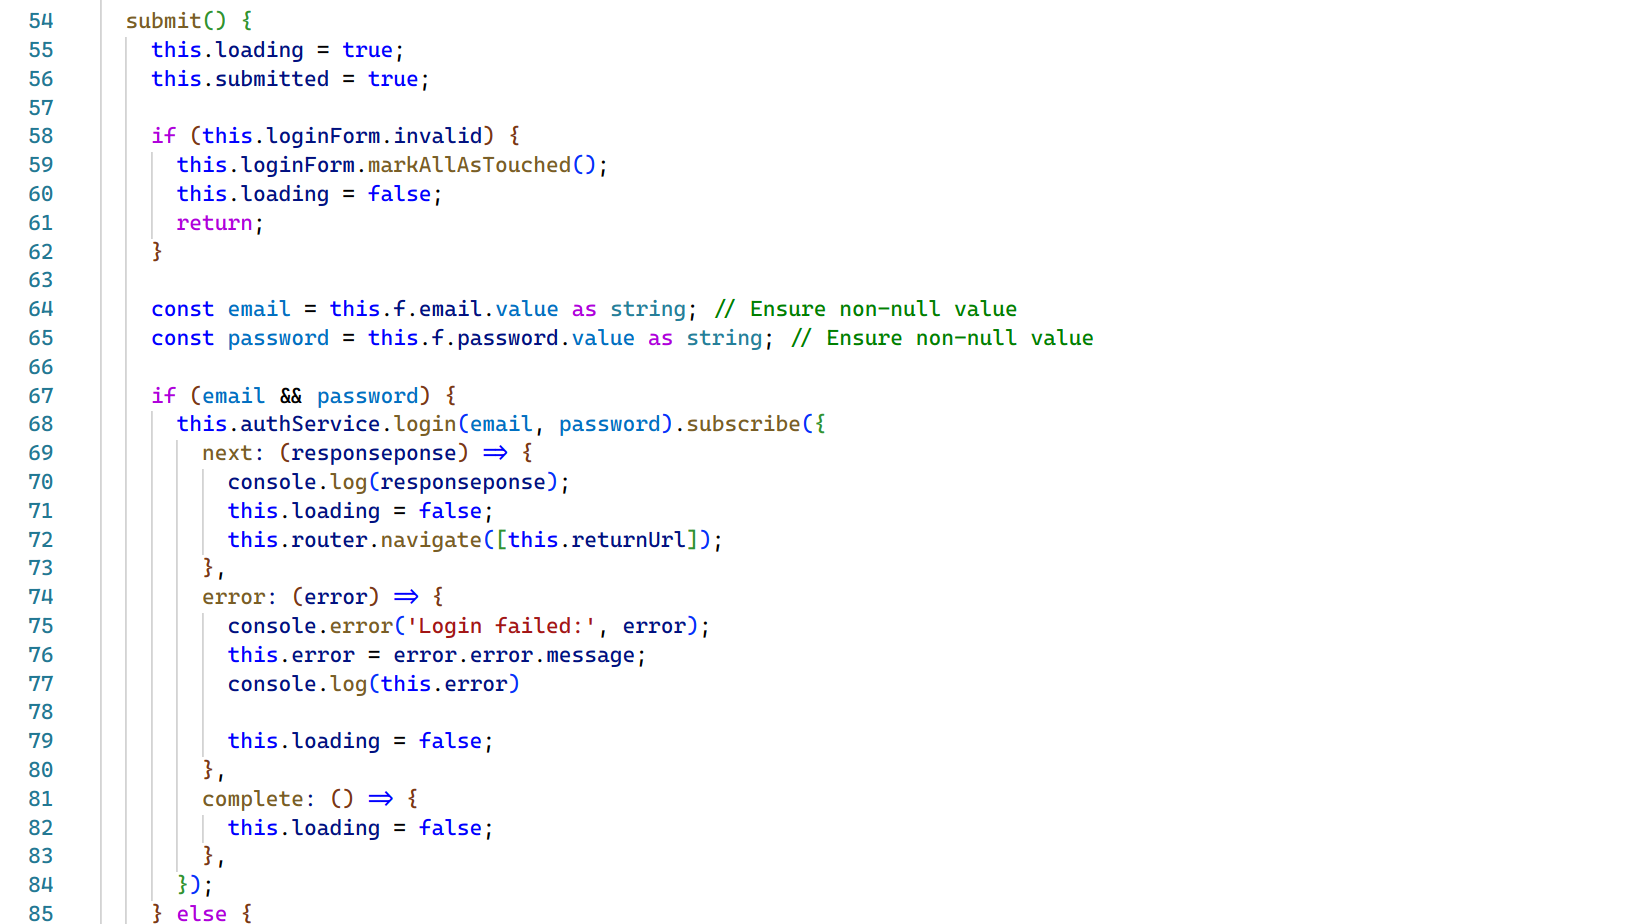 54 submit() {
55 this.loading = true;
56 this.submitted = true;
57
58 if (this.loginForm.invalid) {
59 this.loginForm.markAllAsTouched();
60 this.loading = false;
61 return;
62 }
63
64 const email = this.f.email.value as string; // Ensure non-null value
65 const password = this.f.password.value as string; // Ensure non-null value
66
67 if (email && password) {
68 this.authService.login(email, password).subscribe({
69 next: (responseponse) => {
70 console.log(responseponse);
71 this.loading = false;
72 this.router.navigate([this.returnUrl]);
73 },
74 error: (error) => {
75 console.error('Login failed:', error);
76 this.error = error.error.message;
77 console.log(this.error)
78
79 this.loading = false;
80 },
81 complete: () => {
82 this.loading = false;
83 },
84 });
85 } else {